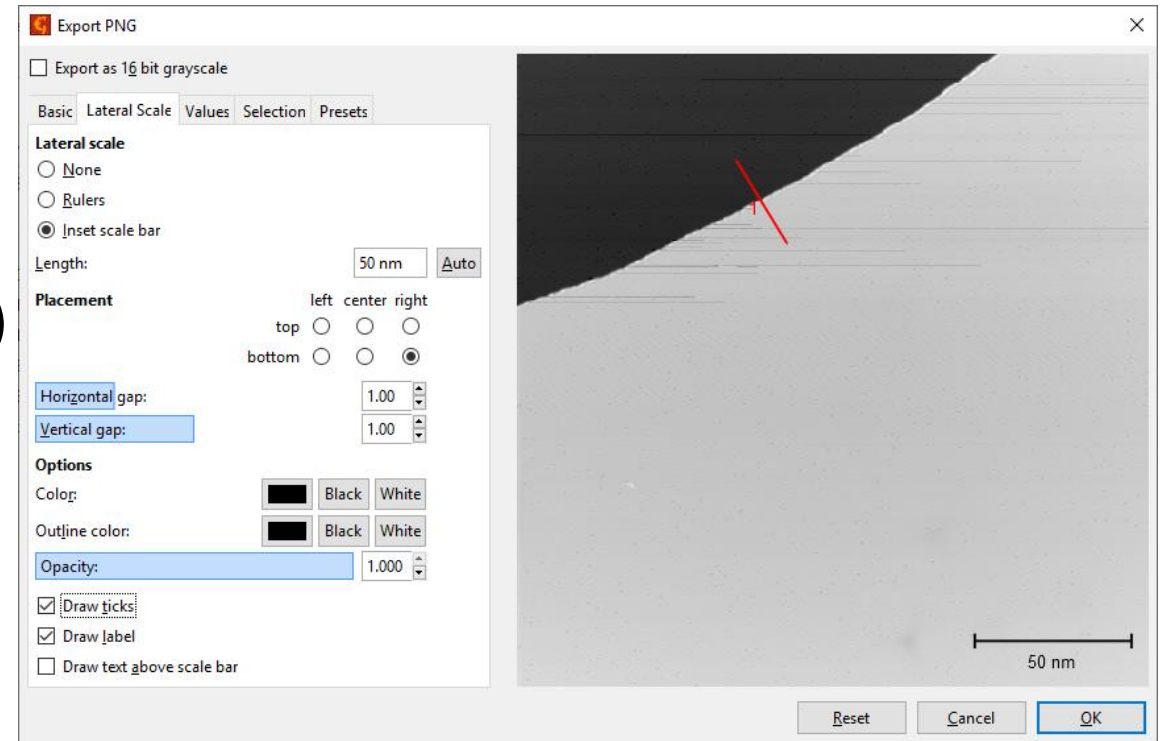 Export PNG
Export as 16 bit grayscale
Basic Lateral Scale Values Selection Presets
Lateral scale
None
Rulers
Inset scale bar
Length: 50 nm Auto
Placement left center right
top
bottom
Horizontal gap: 1.00
Vertical gap: 1.00
Options
Color: Black White
Outline color: Black White
Opacity: 1.000
Draw ticks
Draw label
Draw text above scale bar
50 nm
Reset Cancel OK